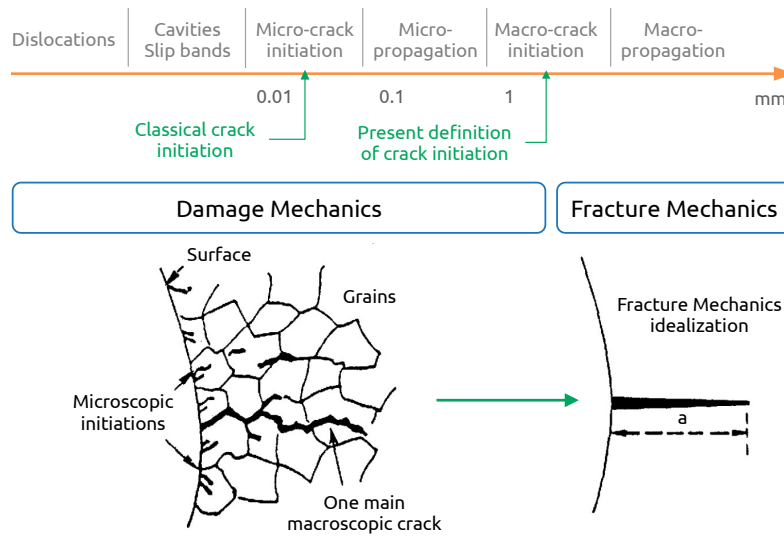 Dislocations
Cavities
Slip bands
Micro-crack
initiation
Micro-
propagation
Macro-crack
initiation
Macro-
propagation
0.01
0.1
1
mm
Classical crack
initiation
Present definition
of crack initiation
Damage Mechanics
Fracture Mechanics
Surface
Grains
Microscopic
initiations
One main
macroscopic crack
Fracture Mechanics
idealization
a